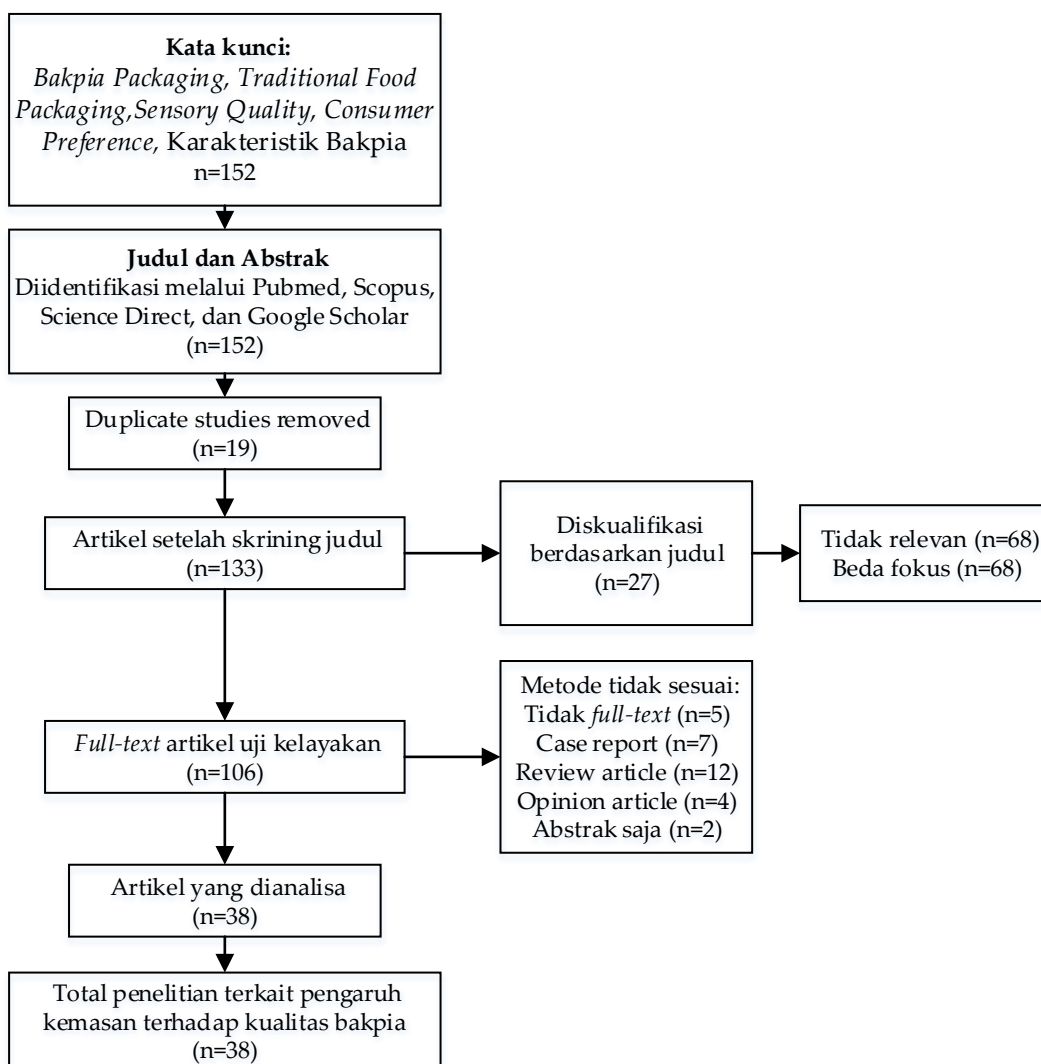 Kata kunci:
Bakpia Packaging, Traditional Food
Packaging,Sensory Quality, Consumer
Preference, Karakteristik Bakpia
n=152
Judul dan Abstrak
Diidentifikasi melalui Pubmed, Scopus,
Science Direct, dan Google Scholar
(n=152)
Duplicate studies removed
(n=19)
Artikel setelah skrining judul
(n=133)
Diskualifikasi
berdasarkan judul
(n=27)
Tidak relevan (n=68)
Beda fokus (n=68)
Full-text artikel uji kelayakan
(n=106)
Metode tidak sesuai:
Tidak full-text (n=5)
Case report (n=7)
Review article (n=12)
Opinion article (n=4)
Abstrak saja (n=2)
Artikel yang dianalisa
(n=38)
Total penelitian terkait pengaruh
kemasan terhadap kualitas bakpia
(n=38)